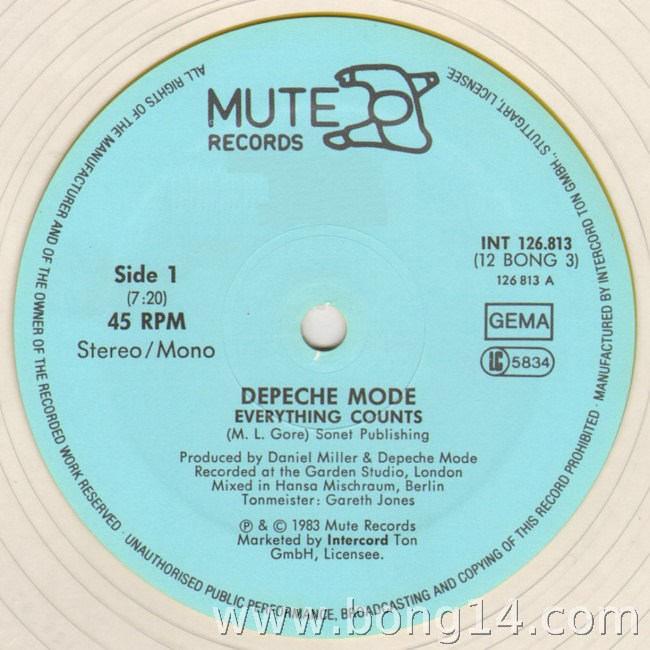 MUTE
RECORDS
Side 1
(7:20)
45 RPM
Stereo/Mono
INT 126.813
(12 BONG 3)
126 813 A
GEMA
LC 5834
DEPECHE MODE
EVERYTHING COUNTS
(M. L. Gore) Sonet Publishing
Produced by Daniel Miller & Depeche Mode
Recorded at the Garden Studio, London
Mixed in Hansa Mischraum, Berlin
Tonmeister: Gareth Jones
℗ & © 1983 Mute Records
Marketed by Intercord Ton
GmbH, Licensee.
ALL RIGHTS OF THE MANUFACTURER AND OF THE OWNER OF THE RECORDED WORK RESERVED · UNAUTHORISED PUBLIC PERFORMANCE, BROADCASTING AND COPYING OF THIS RECORD PROHIBITED · MANUFACTURED BY INTERCORD TON GMBH, STUTTGART, LICENSEE.
www.bong14.com